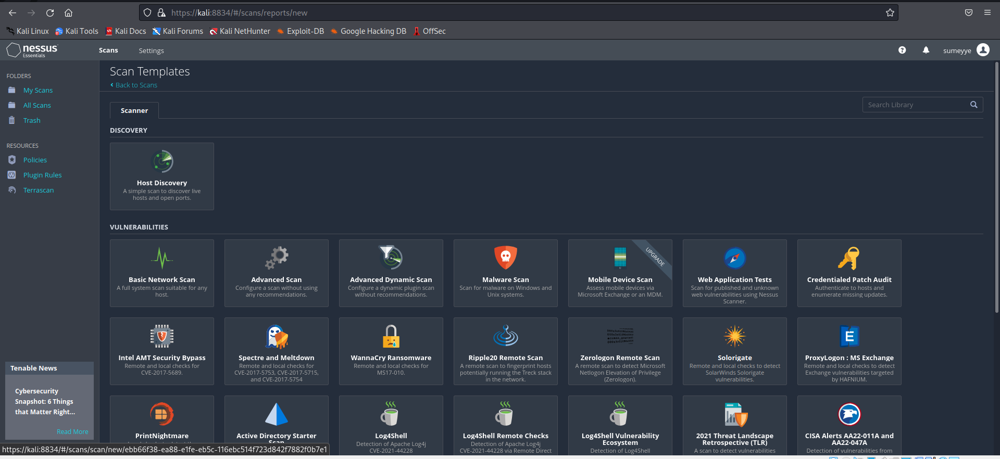 https://kali:8834/#/scans/reports/new
Kali Linux Kali Tools Kali Docs Kali Forums Kali NetHunter Exploit-DB Google Hacking DB OffSec
nessus
Essentials
Scans Settings
sumeyye
FOLDERS
My Scans
All Scans
Trash
RESOURCES
Policies
Plugin Rules
Terrascan
Tenable News
Cybersecurity
Snapshot: 6 Things
that Matter Right...
Read More
Scan Templates
Back to Scans
Scanner
Search Library
DISCOVERY
Host Discovery
A simple scan to discover live
hosts and open ports.
VULNERABILITIES
Basic Network Scan
A full system scan suitable for any
host.
Advanced Scan
Configure a scan without using
any recommendations.
Advanced Dynamic Scan
Configure a dynamic plugin scan
without recommendations.
Malware Scan
Scan for malware on Windows and
Unix systems.
UPGRADE
Mobile Device Scan
Assess mobile devices via
Microsoft Exchange or an MDM.
Web Application Tests
Scan for published and unknown
web vulnerabilities using Nessus
Scanner.
Credentialed Patch Audit
Authenticate to hosts and
enumerate missing updates.
Intel AMT Security Bypass
Remote and local checks for
CVE-2017-5689.
Spectre and Meltdown
Remote and local checks for
CVE-2017-5753, CVE-2017-5715,
and CVE-2017-5754
WannaCry Ransomware
Remote and local checks for
MS17-010.
Ripple20 Remote Scan
A remote scan to fingerprint hosts
potentially running the Treck stack
in the network.
Zerologon Remote Scan
A remote scan to detect Microsoft
Netlogon Elevation of Privilege
(Zerologon).
Solorigate
Remote and local checks to detect
SolarWinds Solorigate
vulnerabilities.
E
ProxyLogon : MS Exchange
Remote and local checks to detect
Exchange vulnerabilities targeted
by HAFNIUM.
PrintNightmare
Active Directory Starter
Scan
Log4Shell
Detection of Apache Log4j
CVE-2021-44228
Log4Shell Remote Checks
Detection of Apache Log4j
CVE-2021-44228 via Remote Direct
Log4Shell Vulnerability
Ecosystem
Detection of Log4Shell
2021 Threat Landscape
Retrospective (TLR)
A scan to detect vulnerabilities
CISA Alerts AA22-011A and
AA22-047A
Detection of vulnerabilities from
https://kali:8834/#/scans/scan/new/ebb66f38-ea88-e1fe-eb5c-116ebc514f723d842f7882f0b7e1